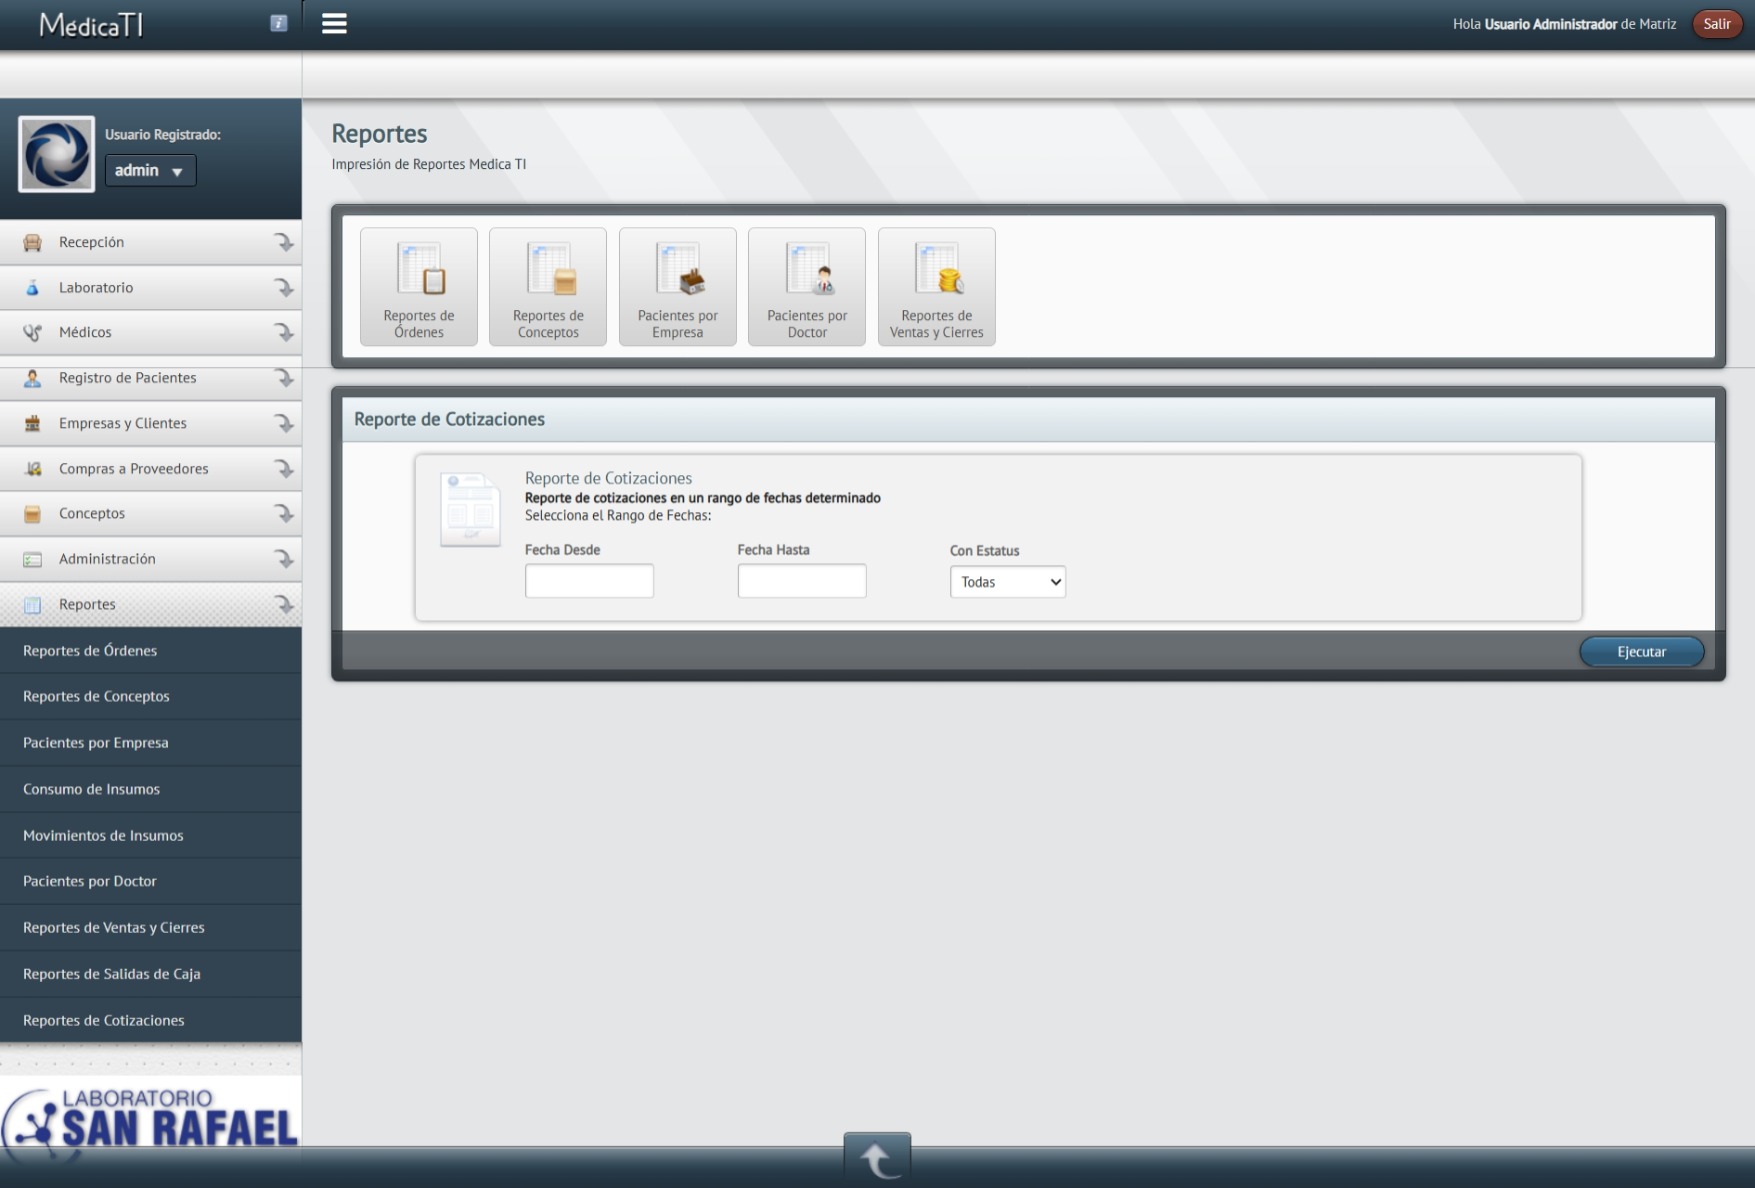 MédicaTI
Hola Usuario Administrador de Matriz
Salir
Usuario Registrado:
admin
Recepción
Laboratorio
Médicos
Registro de Pacientes
Empresas y Clientes
Compras a Proveedores
Conceptos
Administración
Reportes
Reportes de Órdenes
Reportes de Conceptos
Pacientes por Empresa
Consumo de Insumos
Movimientos de Insumos
Pacientes por Doctor
Reportes de Ventas y Cierres
Reportes de Salidas de Caja
Reportes de Cotizaciones
LABORATORIO
SAN RAFAEL
Reportes
Impresión de Reportes Medica TI
Reportes de
Órdenes
Reportes de
Conceptos
Pacientes por
Empresa
Pacientes por
Doctor
Reportes de
Ventas y Cierres
Reporte de Cotizaciones
Reporte de Cotizaciones
Reporte de cotizaciones en un rango de fechas determinado
Selecciona el Rango de Fechas:
Fecha Desde
Fecha Hasta
Con Estatus
Todas
Ejecutar